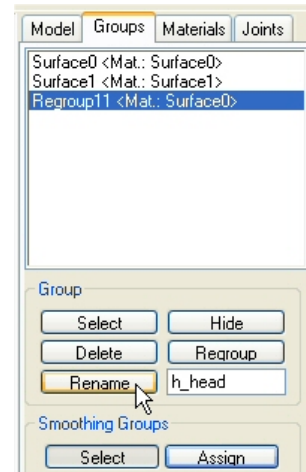 Model Groups Materials Joints
Surface0 <Mat.: Surface0>
Surface1 <Mat.: Surface1>
Regroup11 <Mat.: Surface0>
Group
Select Hide
Delete Regroup
Rename h_head
Smoothing Groups
Select Assign